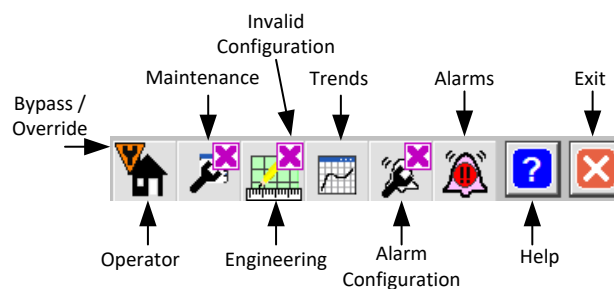 Invalid
Configuration
Maintenance
Trends
Alarms
Exit
Bypass /
Override
?
!!
Operator
Engineering
Alarm
Configuration
Help